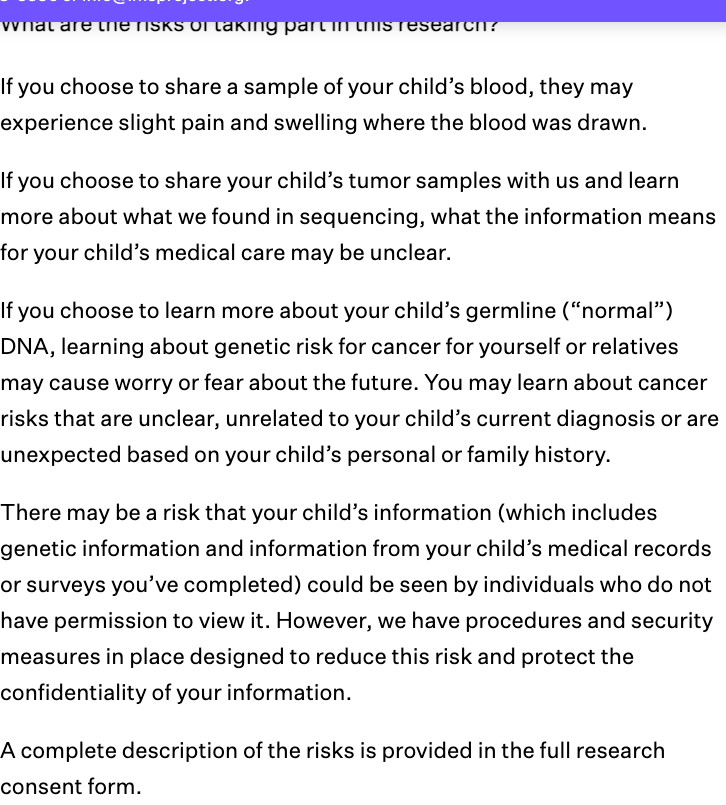 What are the risks of taking part in this research?
If you choose to share a sample of your child’s blood, they may
experience slight pain and swelling where the blood was drawn.
If you choose to share your child’s tumor samples with us and learn
more about what we found in sequencing, what the information means
for your child’s medical care may be unclear.
If you choose to learn more about your child’s germline (“normal”)
DNA, learning about genetic risk for cancer for yourself or relatives
may cause worry or fear about the future. You may learn about cancer
risks that are unclear, unrelated to your child’s current diagnosis or are
unexpected based on your child’s personal or family history.
There may be a risk that your child’s information (which includes
genetic information and information from your child’s medical records
or surveys you’ve completed) could be seen by individuals who do not
have permission to view it. However, we have procedures and security
measures in place designed to reduce this risk and protect the
confidentiality of your information.
A complete description of the risks is provided in the full research
consent form.